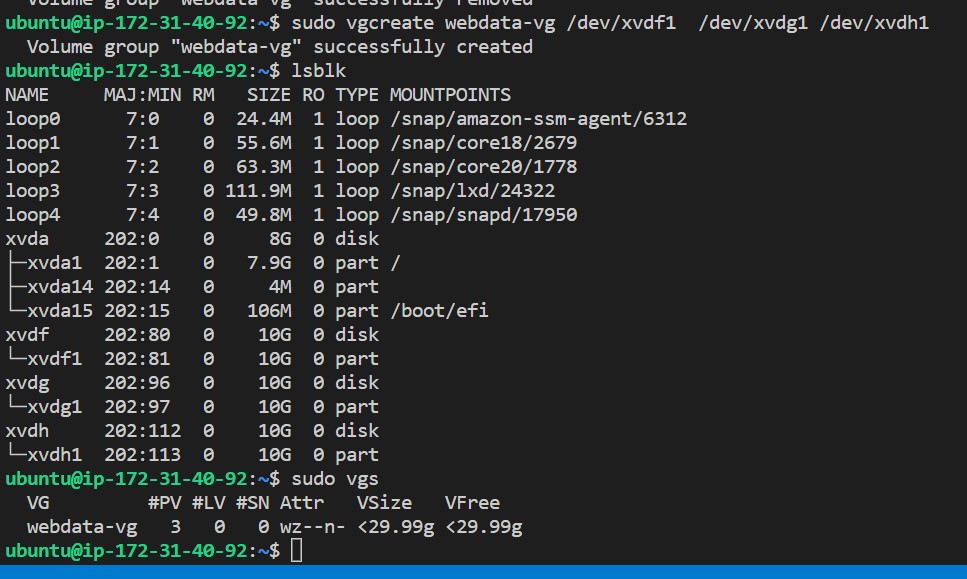 Volume group "webdata-vg" successfully removed
ubuntu@ip-172-31-40-92:~$ sudo vgcreate webdata-vg /dev/xvdf1  /dev/xvdg1 /dev/xvdh1
  Volume group "webdata-vg" successfully created
ubuntu@ip-172-31-40-92:~$ lsblk
NAME     MAJ:MIN RM   SIZE RO TYPE MOUNTPOINTS
loop0      7:0    0  24.4M  1 loop /snap/amazon-ssm-agent/6312
loop1      7:1    0  55.6M  1 loop /snap/core18/2679
loop2      7:2    0  63.3M  1 loop /snap/core20/1778
loop3      7:3    0 111.9M  1 loop /snap/lxd/24322
loop4      7:4    0  49.8M  1 loop /snap/snapd/17950
xvda     202:0    0     8G  0 disk
├─xvda1  202:1    0   7.9G  0 part /
├─xvda14 202:14   0     4M  0 part
└─xvda15 202:15   0   106M  0 part /boot/efi
xvdf     202:80   0    10G  0 disk
└─xvdf1  202:81   0    10G  0 part
xvdg     202:96   0    10G  0 disk
└─xvdg1  202:97   0    10G  0 part
xvdh     202:112  0    10G  0 disk
└─xvdh1  202:113  0    10G  0 part
ubuntu@ip-172-31-40-92:~$ sudo vgs
  VG         #PV #LV #SN Attr   VSize   VFree
  webdata-vg   3   0   0 wz--n- <29.99g <29.99g
ubuntu@ip-172-31-40-92:~$